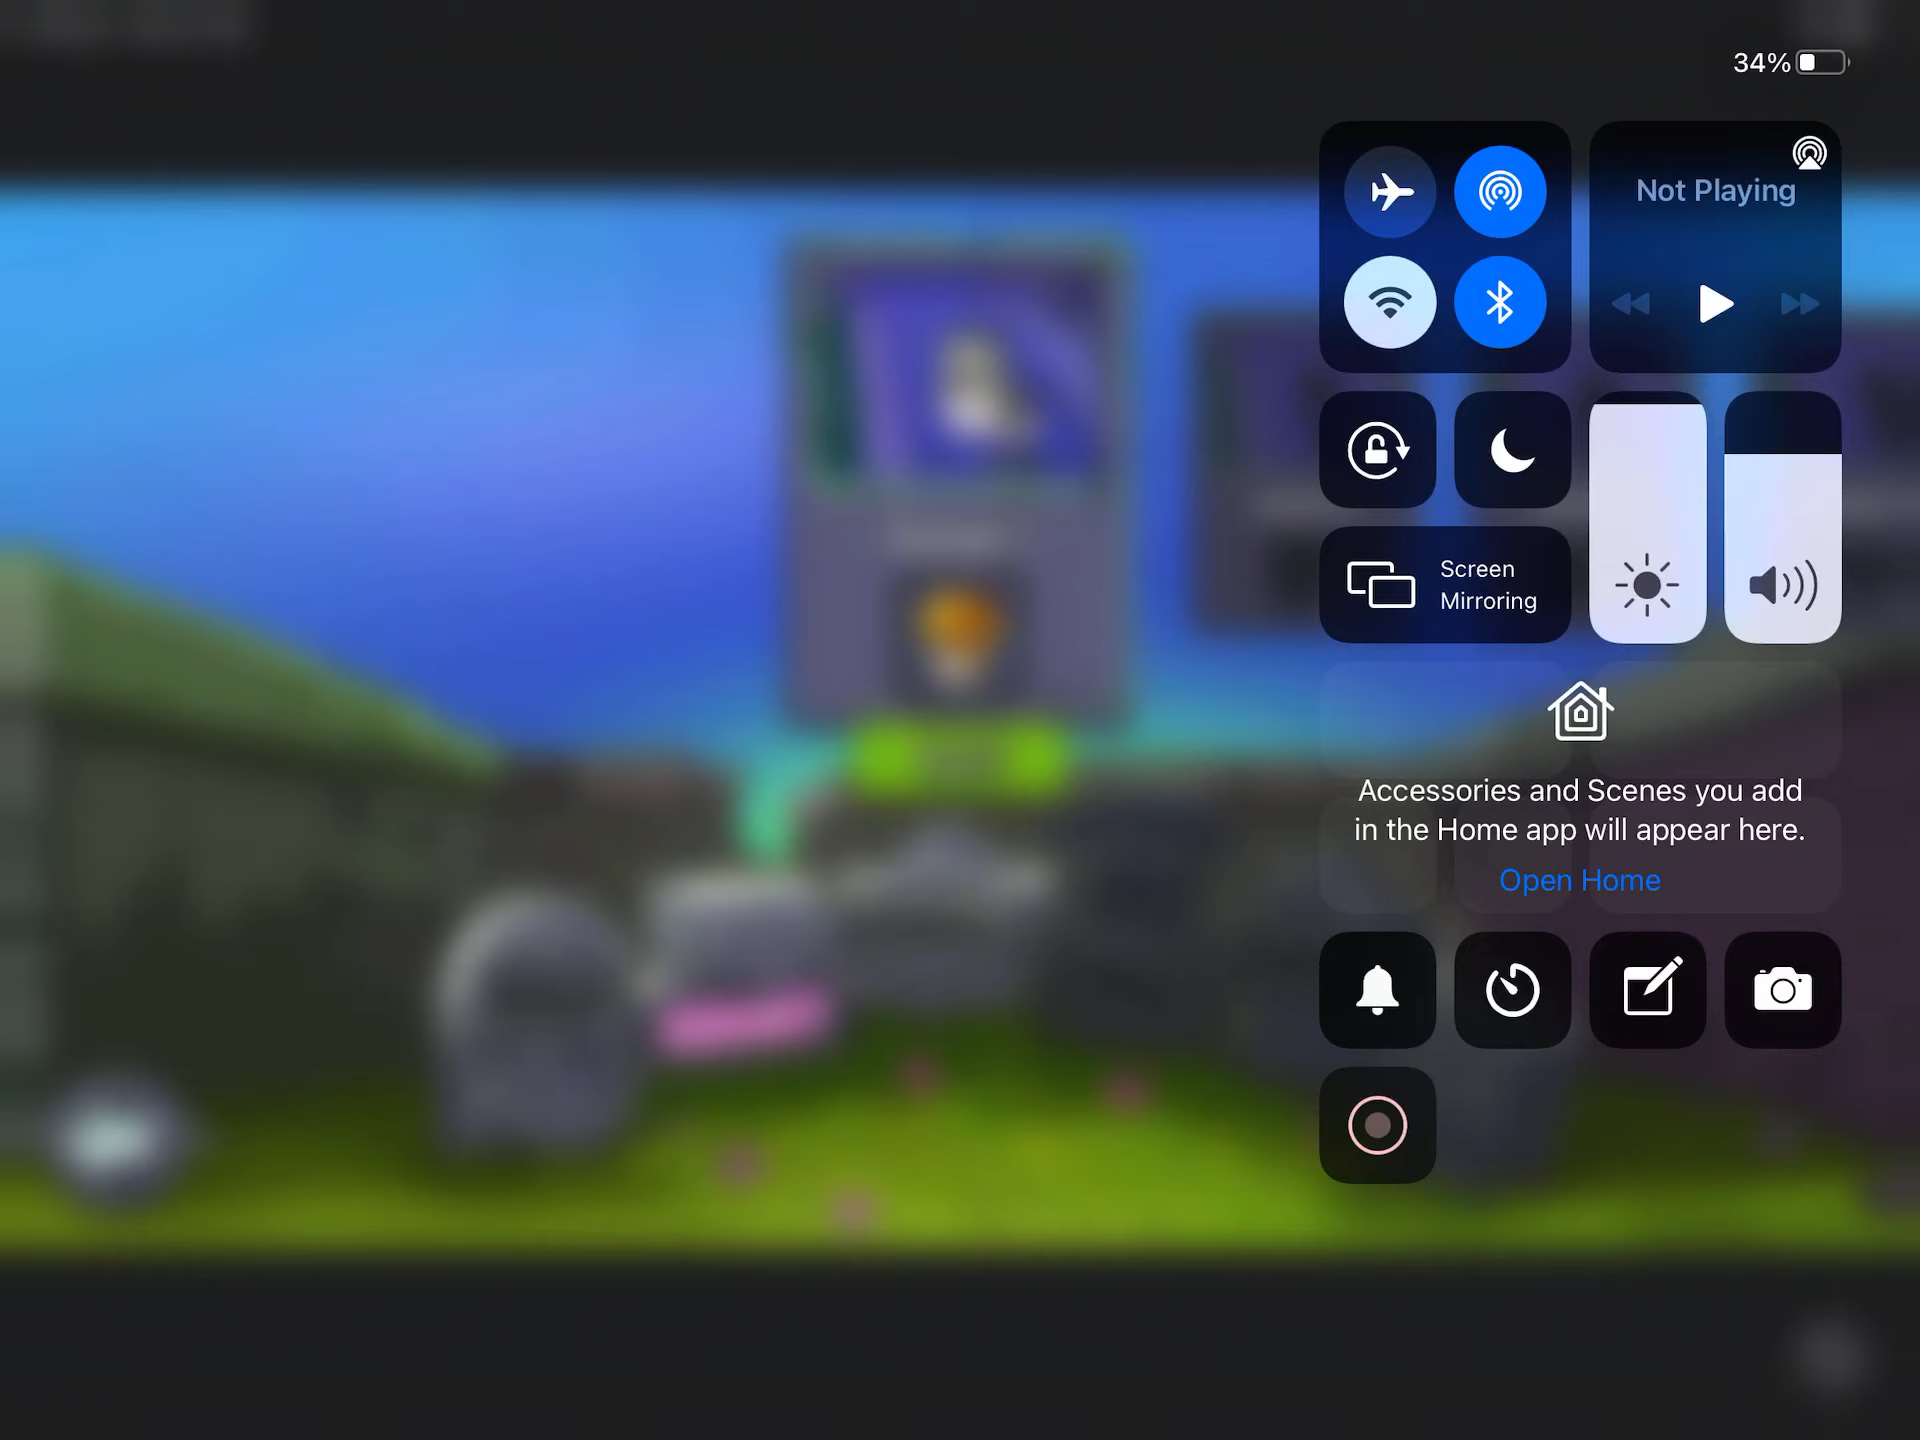 34%
Not Playing
Screen
Mirroring
Accessories and Scenes you add
in the Home app will appear here.
Open Home